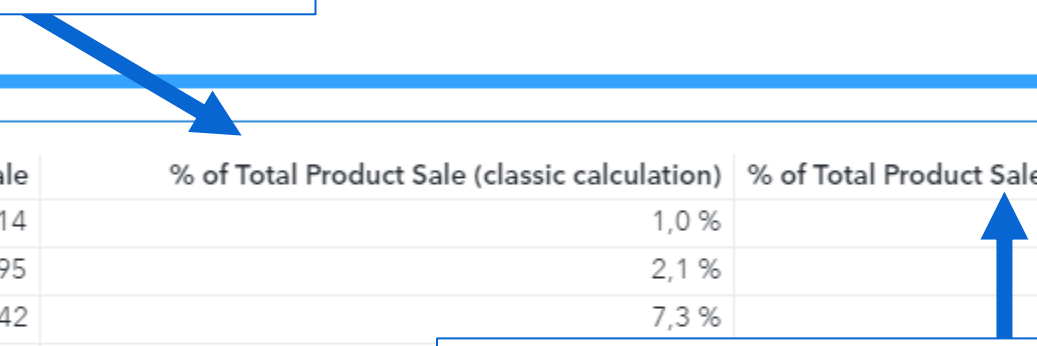 ale % of Total Product Sale (classic calculation) % of Total Product Sale
14 1,0 %
95 2,1 %
42 7,3 %